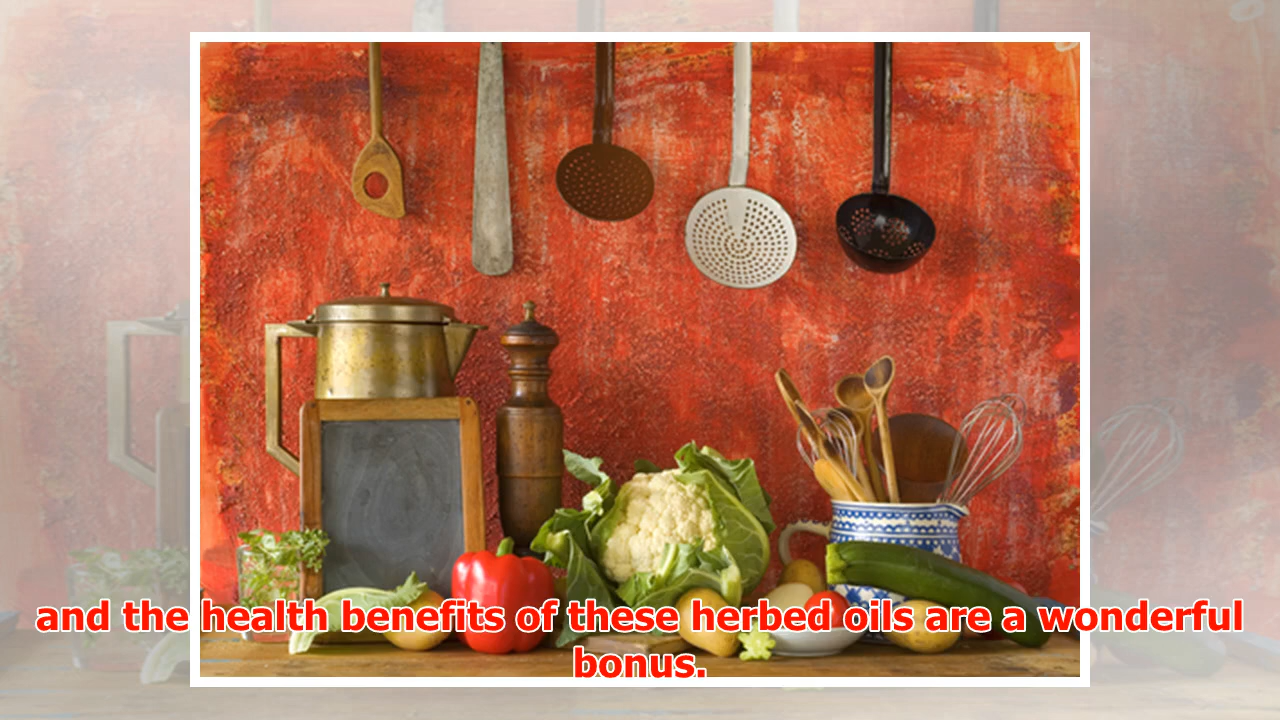 and the health benefits of these herbed oils are a wonderful
bonus.